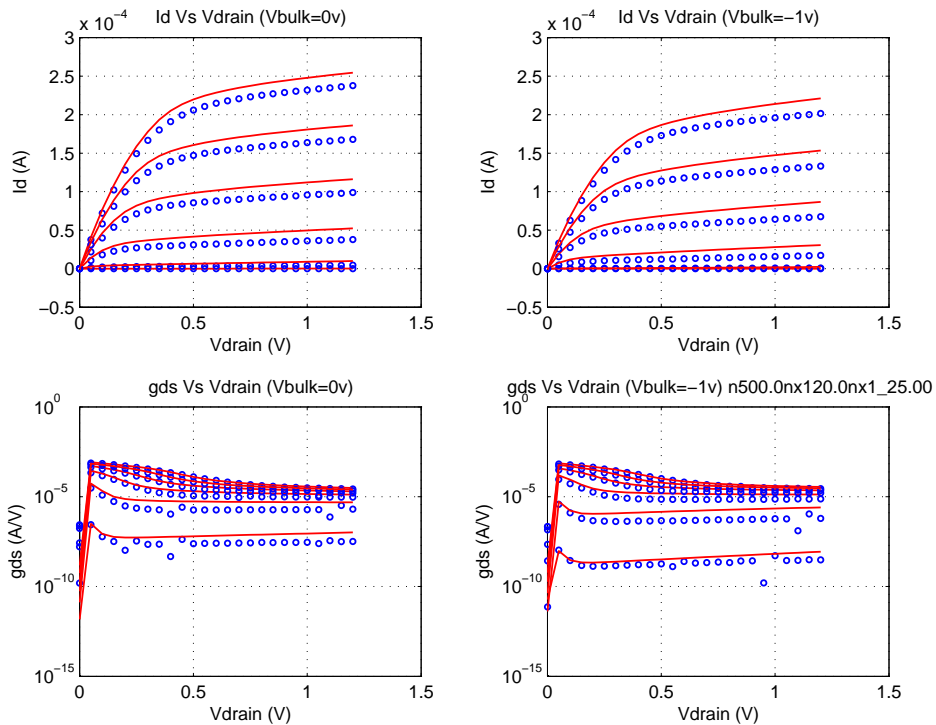 Id Vs Vdrain (Vbulk=0v)
x 10−4
3
2.5
2
1.5
1
0.5
0
−0.5
Id (A)
0 0.5 1 1.5
Vdrain (V)
Id Vs Vdrain (Vbulk=−1v)
x 10−4
3
2.5
2
1.5
1
0.5
0
−0.5
Id (A)
0 0.5 1 1.5
Vdrain (V)
gds Vs Vdrain (Vbulk=0v)
10 0
10−5
10−10
10−15
gds (A/V)
0 0.5 1 1.5
Vdrain (V)
gds Vs Vdrain (Vbulk=−1v) n500.0nx120.0nx1_25.00
10 0
10−5
10−10
10−15
gds (A/V)
0 0.5 1 1.5
Vdrain (V)